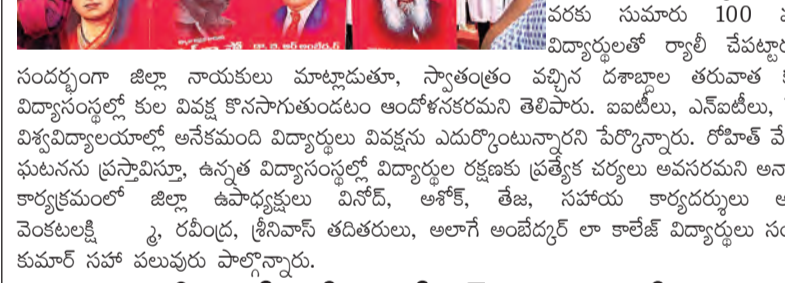 వరకు సుమారు 100
విద్యార్థులతో ర్యాలీ
సందర్భంగా జిల్లా నాయకులు మాట్లాడుతూ, స్వాతంత్రం వచ్చిన దశాబ్దాల తరువాత
విద్యాసంస్థల్లో కుల వివక్ష కొనసాగుతుండటం ఆందోళనకరమని తెలిపారు. ఐఐటీలు, ఎన్ఐటీలు,
విశ్వవిద్యాలయాల్లో అనేకమంది విద్యార్థులు వివక్షను ఎదుర్కొంటున్నారని పేర్కొన్నారు. రోహిత్
ఘటనను ప్రస్తావిస్తూ, ఉన్నత విద్యాసంస్థల్లో విద్యార్థుల రక్షణకు ప్రత్యేక చర్యలు అవసరమని
కార్యక్రమంలో జిల్లా ఉపాధ్యక్షులు వినోద్, అశోక్, తేజ, సహాయ కార్యదర్శులు
వెంకటలక్షి ్మ, రవీంద్ర, శ్రీనివాస్ తదితరులు, అలాగే అంబేద్కర్ లా కాలేజ్ విద్యార్థులు
కుమార్ సహా పలువురు పాల్గొన్నారు.